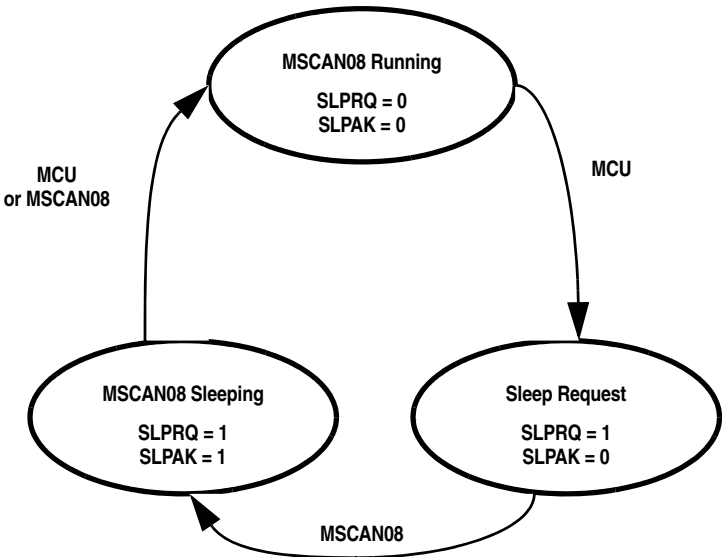 MSCAN08 Running
SLPRQ = 0
SLPAK = 0
MCU
or MSCAN08
MCU
MSCAN08 Sleeping
SLPRQ = 1
SLPAK = 1
Sleep Request
SLPRQ = 1
SLPAK = 0
MSCAN08